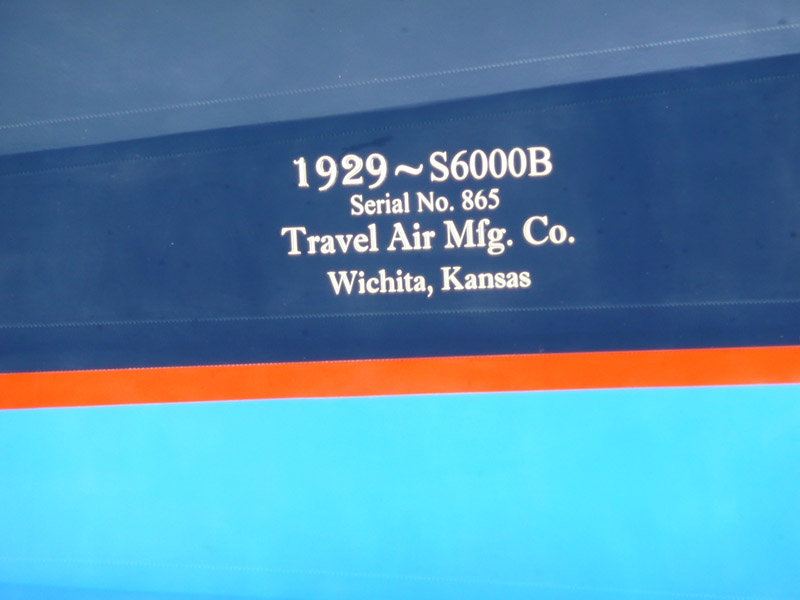 1929~S6000B
Serial No. 865
Travel Air Mfg. Co.
Wichita, Kansas